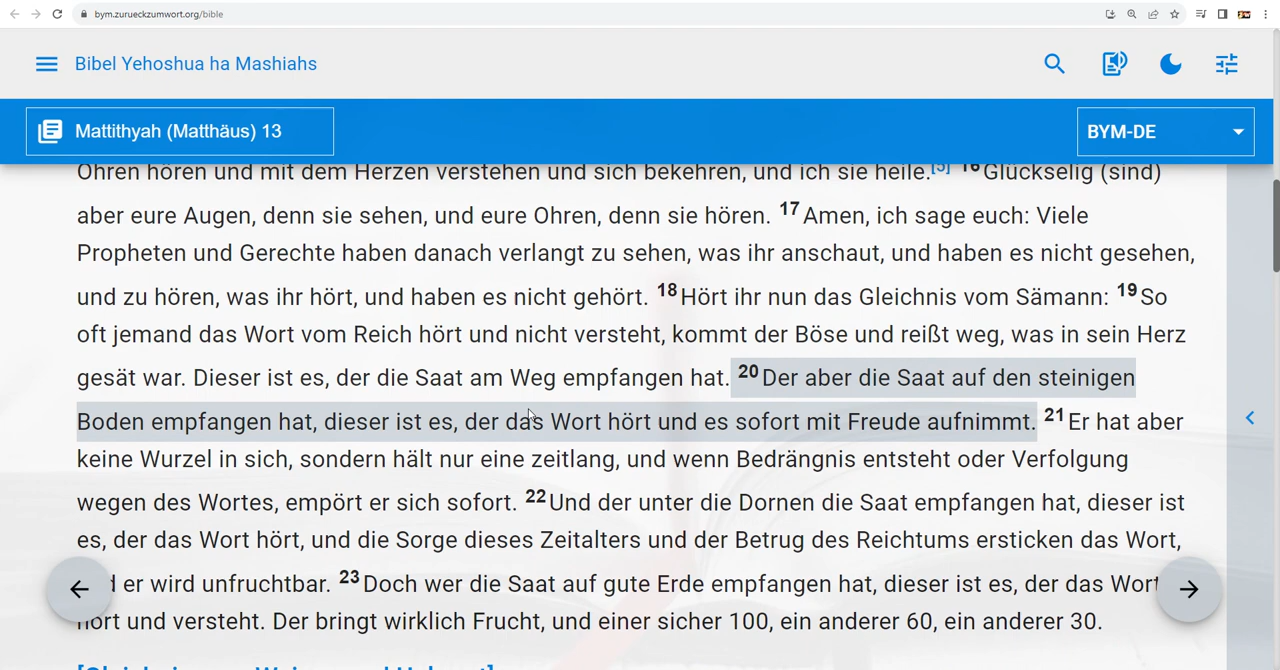 bym.zurueckzumwort.org/bible
Bibel Yehoshua ha Mashiahs
Mattithyah (Matthäus) 13
BYM-DE
Ohren hören und mit dem Herzen verstehen und sich bekehren, und ich sie heile.[5] 16 Glückselig (sind)
aber eure Augen, denn sie sehen, und eure Ohren, denn sie hören. 17 Amen, ich sage euch: Viele
Propheten und Gerechte haben danach verlangt zu sehen, was ihr anschaut, und haben es nicht gesehen,
und zu hören, was ihr hört, und haben es nicht gehört. 18 Hört ihr nun das Gleichnis vom Sämann: 19 So
oft jemand das Wort vom Reich hört und nicht versteht, kommt der Böse und reißt weg, was in sein Herz
gesät war. Dieser ist es, der die Saat am Weg empfangen hat. 20 Der aber die Saat auf den steinigen
Boden empfangen hat, dieser ist es, der das Wort hört und es sofort mit Freude aufnimmt. 21 Er hat aber
keine Wurzel in sich, sondern hält nur eine zeitlang, und wenn Bedrängnis entsteht oder Verfolgung
wegen des Wortes, empört er sich sofort. 22 Und der unter die Dornen die Saat empfangen hat, dieser ist
es, der das Wort hört, und die Sorge dieses Zeitalters und der Betrug des Reichtums ersticken das Wort,
er wird unfruchtbar. 23 Doch wer die Saat auf gute Erde empfangen hat, dieser ist es, der das Wort
hört und versteht. Der bringt wirklich Frucht, und einer sicher 100, ein anderer 60, ein anderer 30.